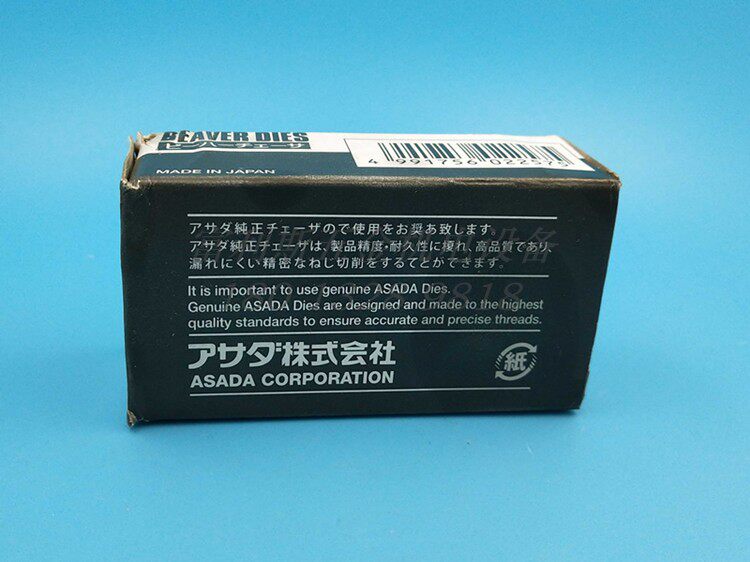 BEAVER DIES
ビーバーチェーザ
MADE IN JAPAN
4 991756 022575
アサダ純正チェーザのご使用をお奨め致します。
アサダ純正チェーザは、製品精度・耐久性に優れ、高品質であり
漏れにくい精密なねじ切削をすることができます。
It is important to use genuine ASADA Dies.
Genuine ASADA Dies are designed and made to the highest
quality standards to ensure accurate and precise threads.
アサダ株式会社
ASADA CORPORATION
紙